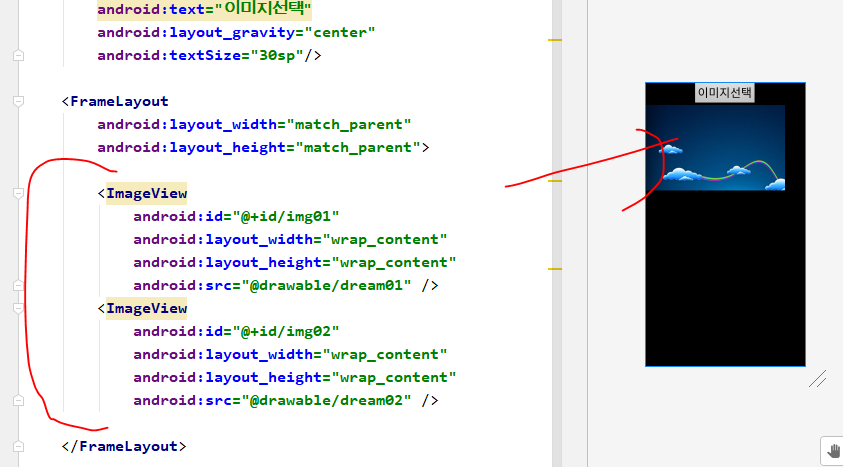 android:text="이미지선택"
android:layout_gravity="center"
android:textSize="30sp"/>
<FrameLayout
android:layout_width="match_parent"
android:layout_height="match_parent">
<ImageView
android:id="@+id/img01"
android:layout_width="wrap_content"
android:layout_height="wrap_content"
android:src="@drawable/dream01" />
<ImageView
android:id="@+id/img02"
android:layout_width="wrap_content"
android:layout_height="wrap_content"
android:src="@drawable/dream02" />
</FrameLayout>
이미지선택